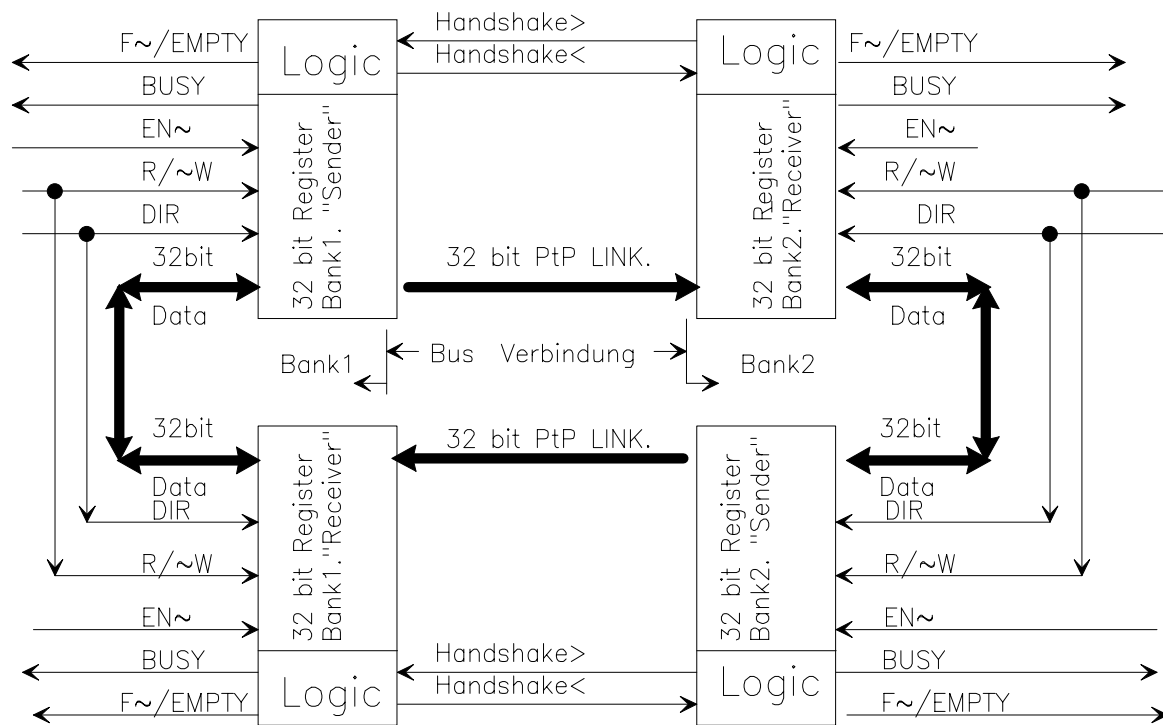 Handshake>
F~/EMPTY
Logic
Logic
F~/EMPTY
Handshake<
BUSY
BUSY
EN~
EN~
R/~W
R/~W
DIR
DIR
32 bit Register
Bank1. "Sender"
32 bit Register
Bank2."Receiver"
32bit
32 bit PtP LINK.
32bit
Data
Data
Bank1
Bus Verbindung
Bank2
32bit
32 bit PtP LINK.
32bit
Data
Data
DIR
DIR
32 bit Register
Bank1."Receiver"
32 bit Register
Bank2. "Sender"
R/~W
R/~W
EN~
EN~
BUSY
Handshake>
BUSY
Logic
Logic
Handshake<
F~/EMPTY
F~/EMPTY